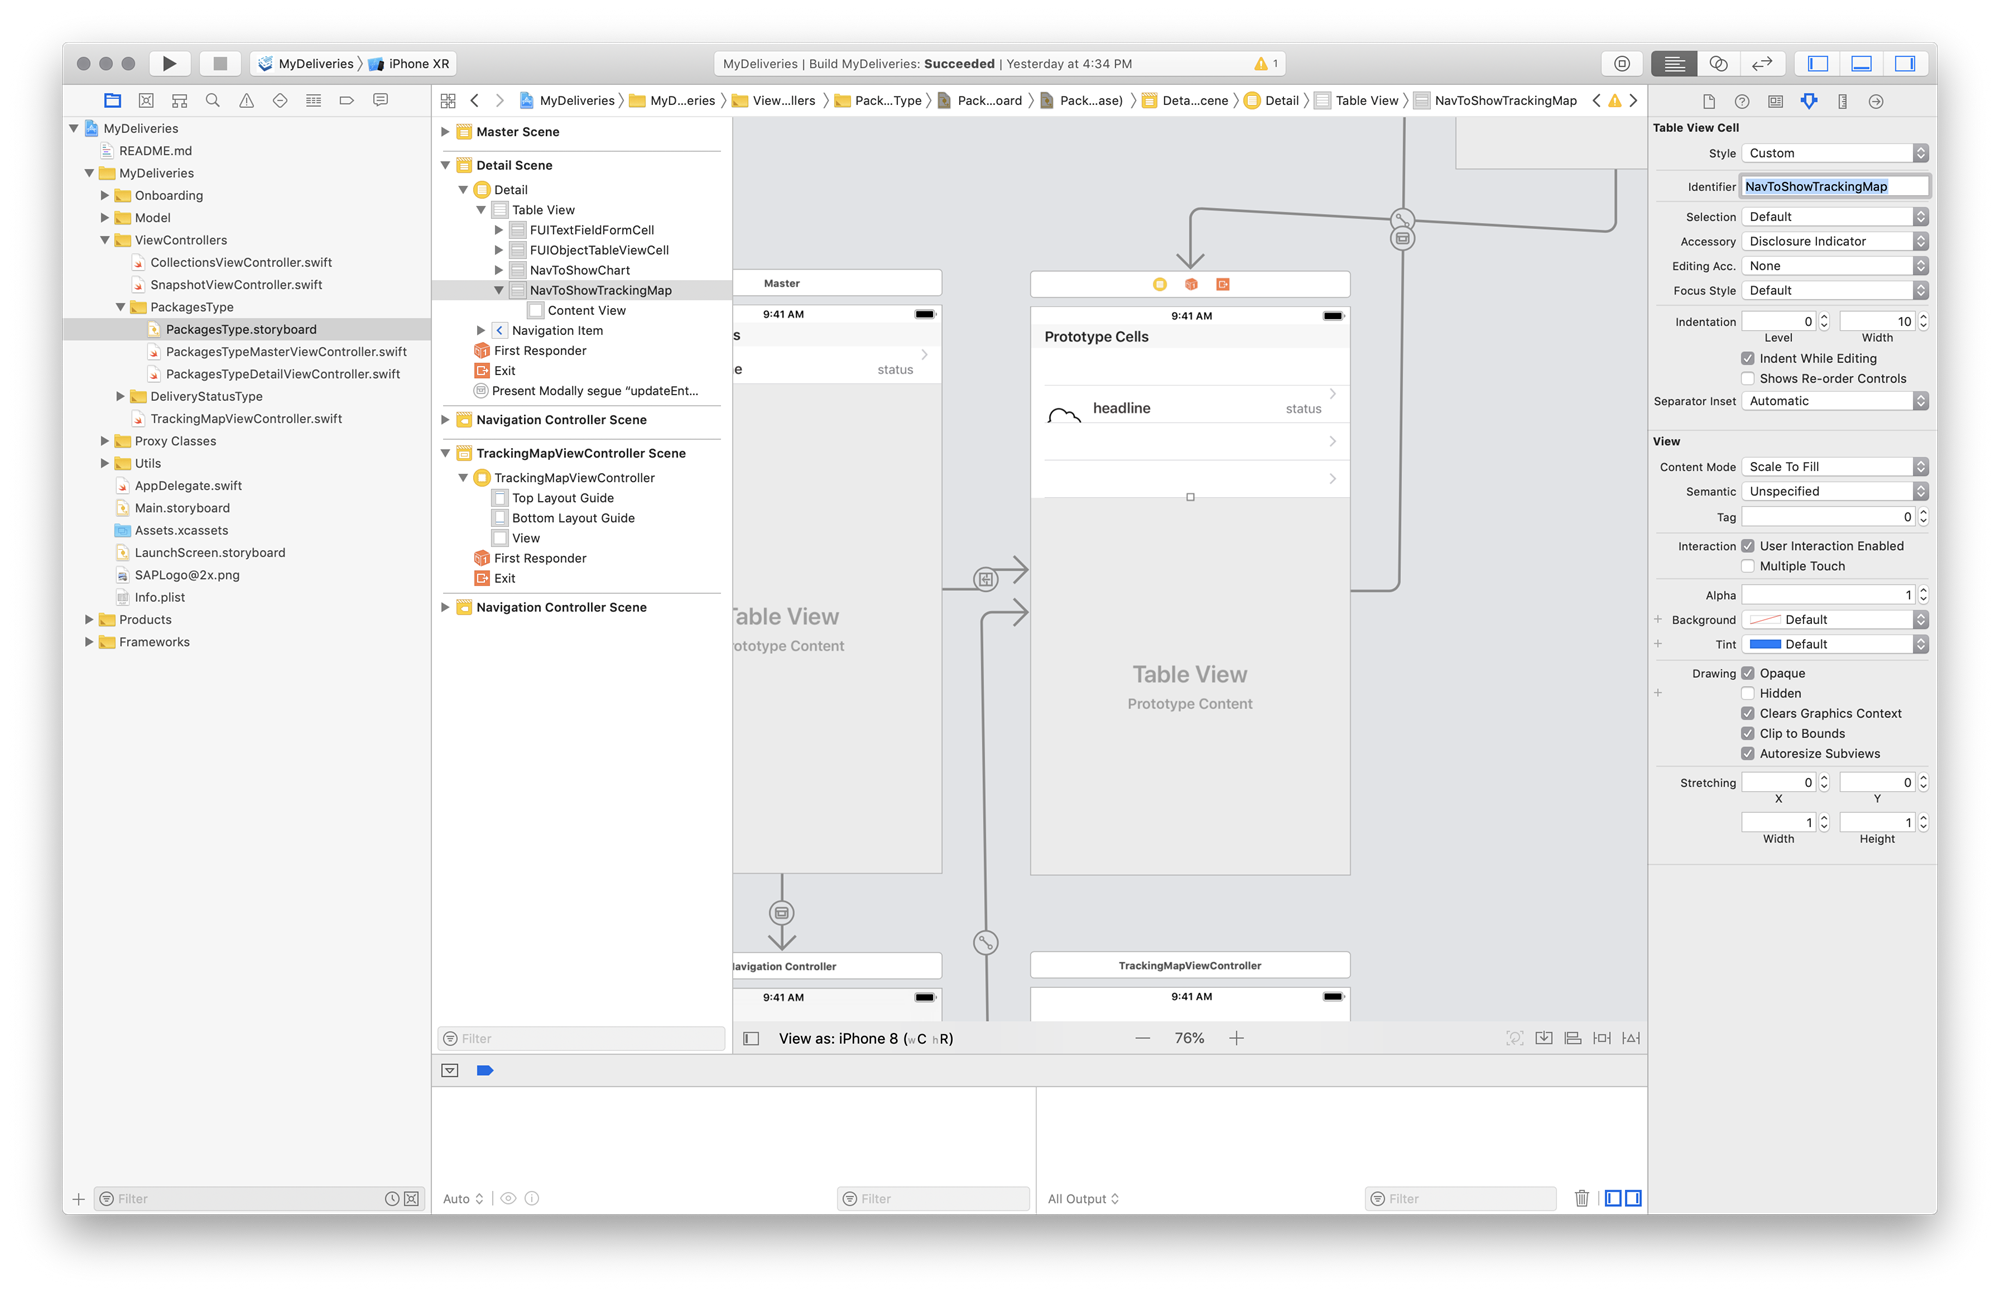 MyDeliveries
iPhone XR
MyDeliveries | Build MyDeliveries: Succeeded | Yesterday at 4:34 PM
1
MyDeliveries
MyD...eries
View...llers
Pack...Type
Pack...oard
Pack...ase)
Deta...cene
Detail
Table View
NavToShowTrackingMap
MyDeliveries
README.md
MyDeliveries
Onboarding
Model
ViewControllers
CollectionsViewController.swift
SnapshotViewController.swift
PackagesType
PackagesType.storyboard
PackagesTypeMasterViewController.swift
PackagesTypeDetailViewController.swift
DeliveryStatusType
TrackingMapViewController.swift
Proxy Classes
Utils
AppDelegate.swift
Main.storyboard
Assets.xcassets
LaunchScreen.storyboard
SAPLogo@2x.png
Info.plist
Products
Frameworks
Filter
Master Scene
Detail Scene
Detail
Table View
FUITextFieldFormCell
FUIObjectTableViewCell
NavToShowChart
NavToShowTrackingMap
Content View
Navigation Item
First Responder
Exit
Present Modally segue “updateEnt...
Navigation Controller Scene
TrackingMapViewController Scene
TrackingMapViewController
Top Layout Guide
Bottom Layout Guide
View
First Responder
Exit
Navigation Controller Scene
Filter
Master
9:41 AM
s
e status
Table View
ototype Content
Navigation Controller
9:41 AM
9:41 AM
Prototype Cells
headline status
Table View
Prototype Content
TrackingMapViewController
9:41 AM
View as: iPhone 8 (wC hR)
76%
Auto
Filter
All Output
Filter
Table View Cell
Style Custom
Identifier NavToShowTrackingMap
Selection Default
Accessory Disclosure Indicator
Editing Acc. None
Focus Style Default
Indentation 0 10
Level Width
Indent While Editing
Shows Re-order Controls
Separator Inset Automatic
View
Content Mode Scale To Fill
Semantic Unspecified
Tag 0
Interaction User Interaction Enabled
Multiple Touch
Alpha 1
Background Default
Tint Default
Drawing Opaque
Hidden
Clears Graphics Context
Clip to Bounds
Autoresize Subviews
Stretching 0 0
X Y
1 1
Width Height